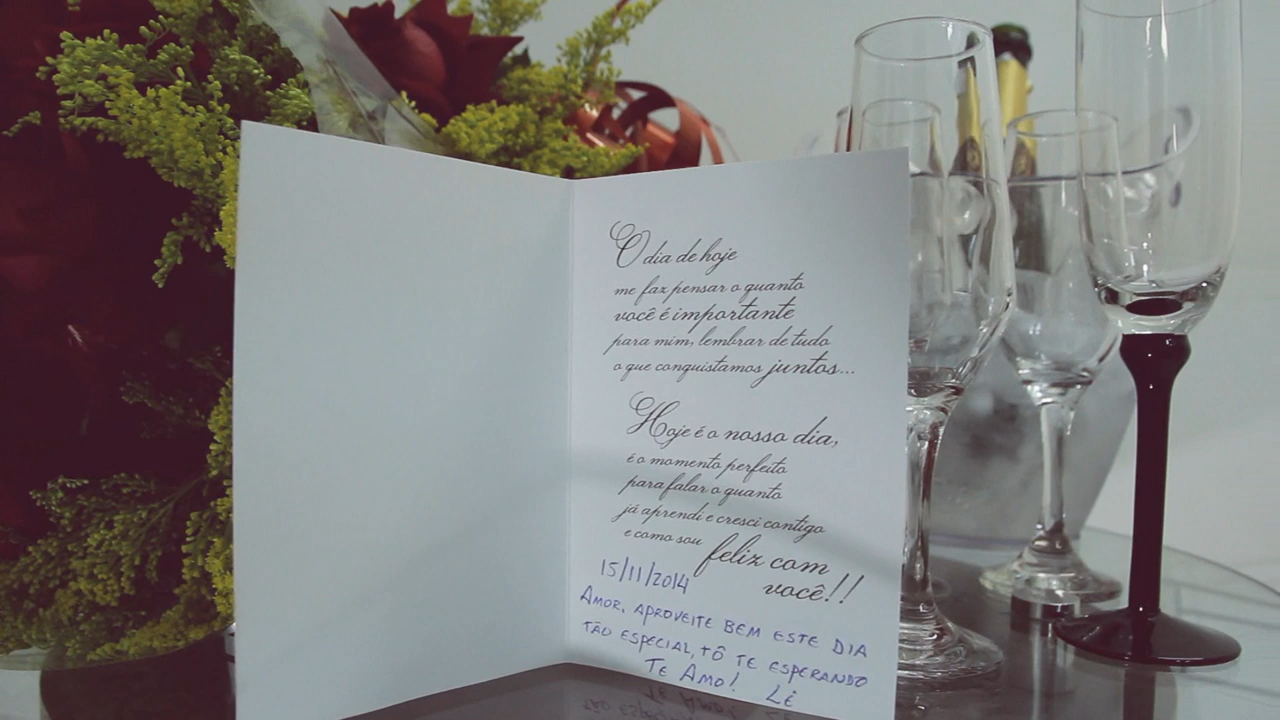 O dia de hoje
me faz pensar o quanto
você é importante
para mim, lembrar de tudo
o que conquistamos juntos...
Hoje é o nosso dia,
é o momento perfeito
para falar o quanto
já aprendi e cresci contigo
e como sou feliz com
você!!
15/11/2014
AMOR, APROVEITE BEM ESTE DIA
TÃO ESPECIAL, TÔ TE ESPERANDO
TE AMO! LÊ